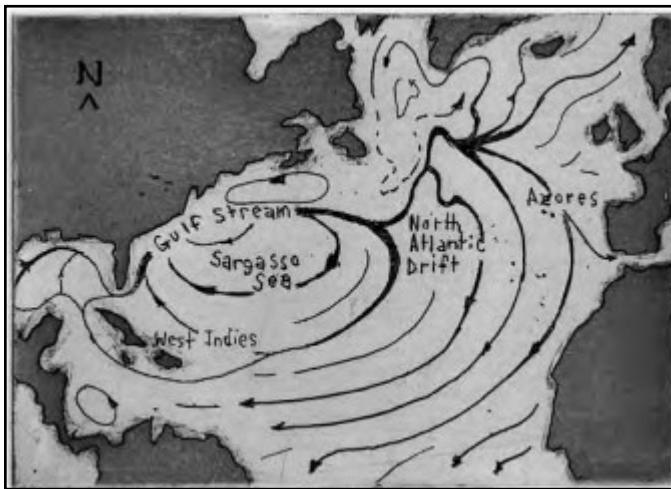 N
Gulf Stream
Sargasso
Sea
North
Atlantic
Drift
Azores
West Indies